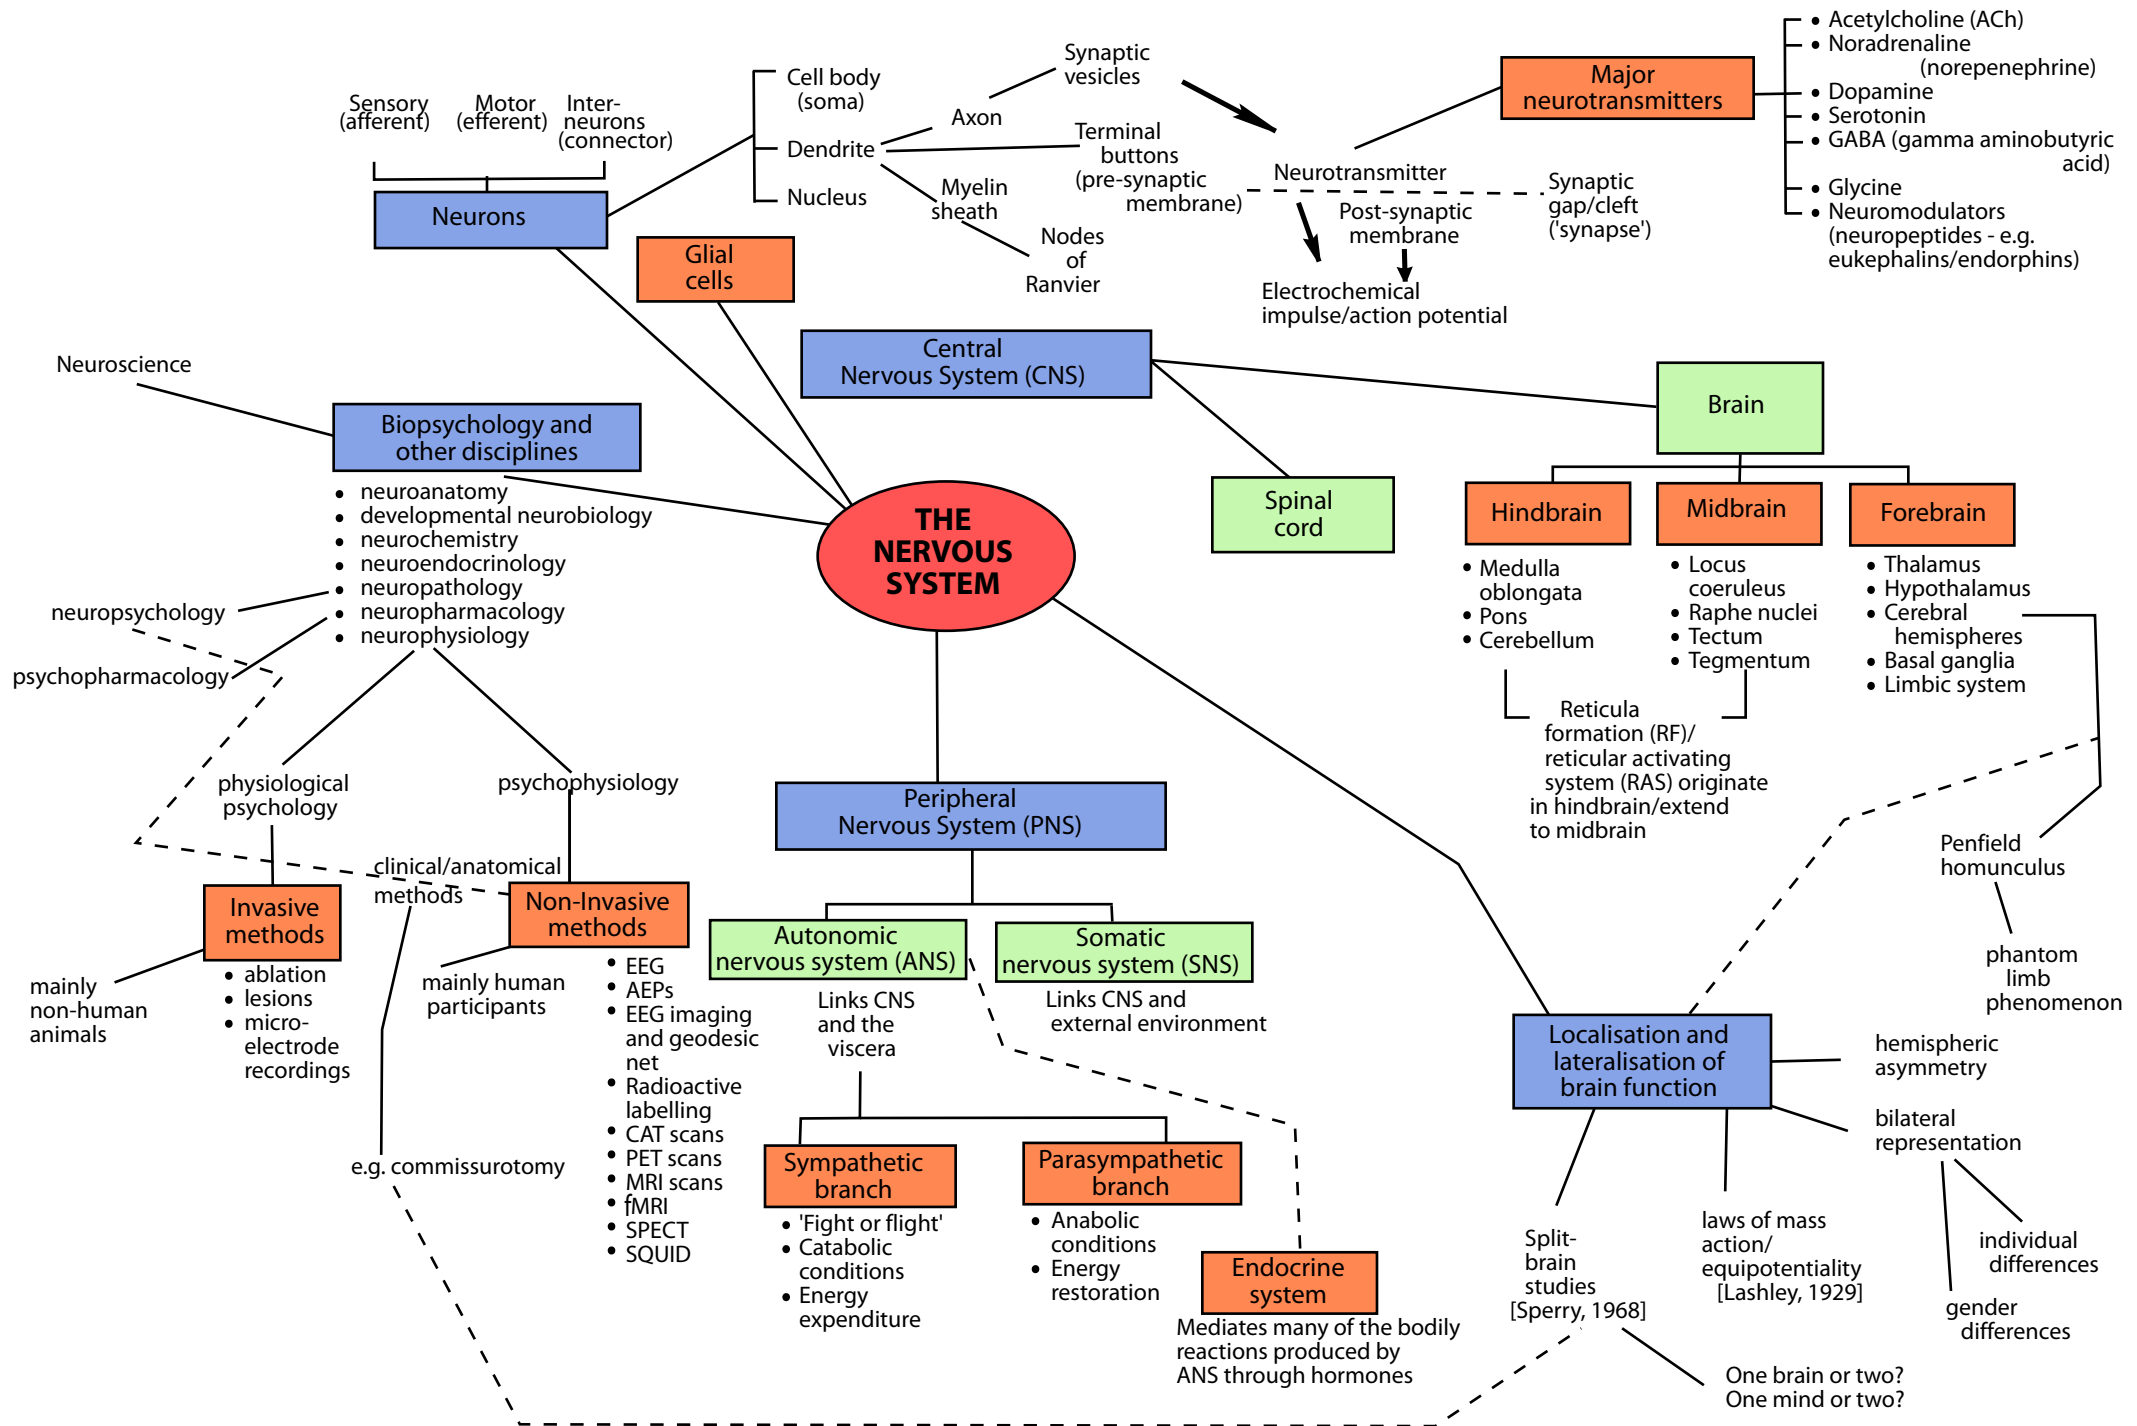 Sensory
(afferent)
Motor
(efferent)
Inter-
neurons
(connector)
Neurons
Cell body
(soma)
Dendrite
Nucleus
Axon
Synaptic
vesicles
Terminal
buttons
(pre-synaptic
membrane)
Myelin
sheath
Nodes
of
Ranvier
Neurotransmitter
Post-synaptic
membrane
Synaptic
gap/cleft
('synapse')
Electrochemical
impulse/action potential
Major
neurotransmitters
• Acetylcholine (ACh)
• Noradrenaline
(norepenephrine)
• Dopamine
• Serotonin
• GABA (gamma aminobutyric
acid)
• Glycine
• Neuromodulators
(neuropeptides - e.g.
eukephalins/endorphins)
Glial
cells
Central
Nervous System (CNS)
Brain
Spinal
cord
Hindbrain
• Medulla
oblongata
• Pons
• Cerebellum
Midbrain
• Locus
coeruleus
• Raphe nuclei
• Tectum
• Tegmentum
Forebrain
• Thalamus
• Hypothalamus
• Cerebral
hemispheres
• Basal ganglia
• Limbic system
Reticula
formation (RF)/
reticular activating
system (RAS) originate
in hindbrain/extend
to midbrain
Penfield
homunculus
phantom
limb
phenomenon
THE
NERVOUS
SYSTEM
Neuroscience
Biopsychology and
other disciplines
• neuroanatomy
• developmental neurobiology
• neurochemistry
• neuroendocrinology
• neuropathology
• neuropharmacology
• neurophysiology
neuropsychology
psychopharmacology
physiological
psychology
psychophysiology
clinical/anatomical
methods
Invasive
methods
• ablation
• lesions
• micro-
electrode
recordings
mainly
non-human
animals
Non-Invasive
methods
mainly human
participants
• EEG
• AEPs
• EEG imaging
and geodesic
net
• Radioactive
labelling
• CAT scans
• PET scans
• MRI scans
• fMRI
• SPECT
• SQUID
e.g. commissurotomy
Peripheral
Nervous System (PNS)
Autonomic
nervous system (ANS)
Links CNS
and the
viscera
Somatic
nervous system (SNS)
Links CNS and
external environment
Sympathetic
branch
• 'Fight or flight'
• Catabolic
conditions
• Energy
expenditure
Parasympathetic
branch
• Anabolic
conditions
• Energy
restoration
Endocrine
system
Mediates many of the bodily
reactions produced by
ANS through hormones
Localisation and
lateralisation of
brain function
hemispheric
asymmetry
bilateral
representation
individual
differences
gender
differences
laws of mass
action/
equipotentiality
[Lashley, 1929]
Split-
brain
studies
[Sperry, 1968]
One brain or two?
One mind or two?